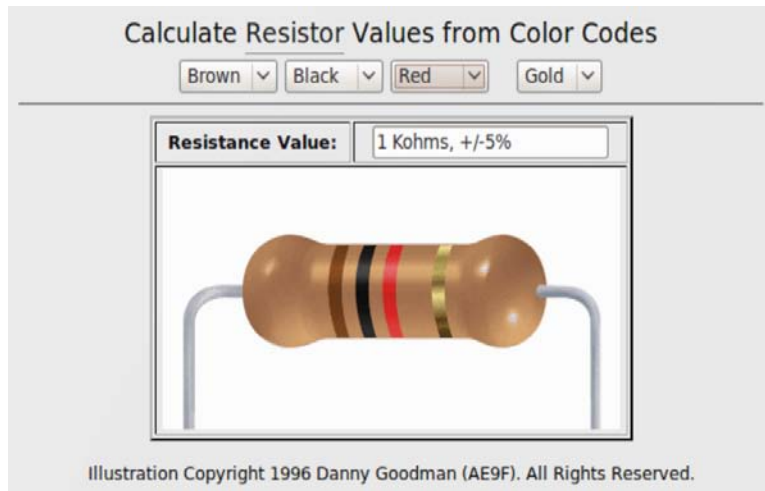 Calculate Resistor Values from Color Codes
Brown Black Red Gold
Resistance Value: 1 Kohms, +/-5%
Illustration Copyright 1996 Danny Goodman (AE9F). All Rights Reserved.